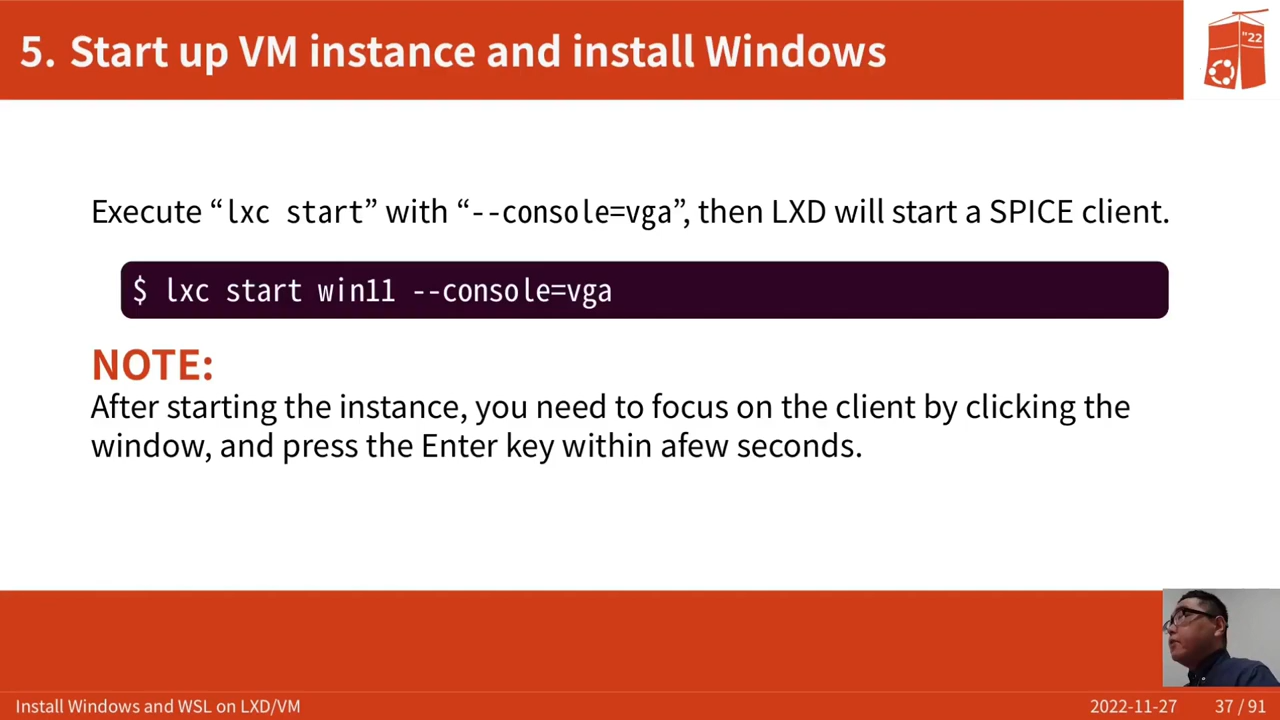 5. Start up VM instance and install Windows
"22
Execute “lxc start” with “--console=vga”, then LXD will start a SPICE client.
$ lxc start win11 --console=vga
NOTE:
After starting the instance, you need to focus on the client by clicking the
window, and press the Enter key within afew seconds.
Install Windows and WSL on LXD/VM
2022-11-27
37 / 91